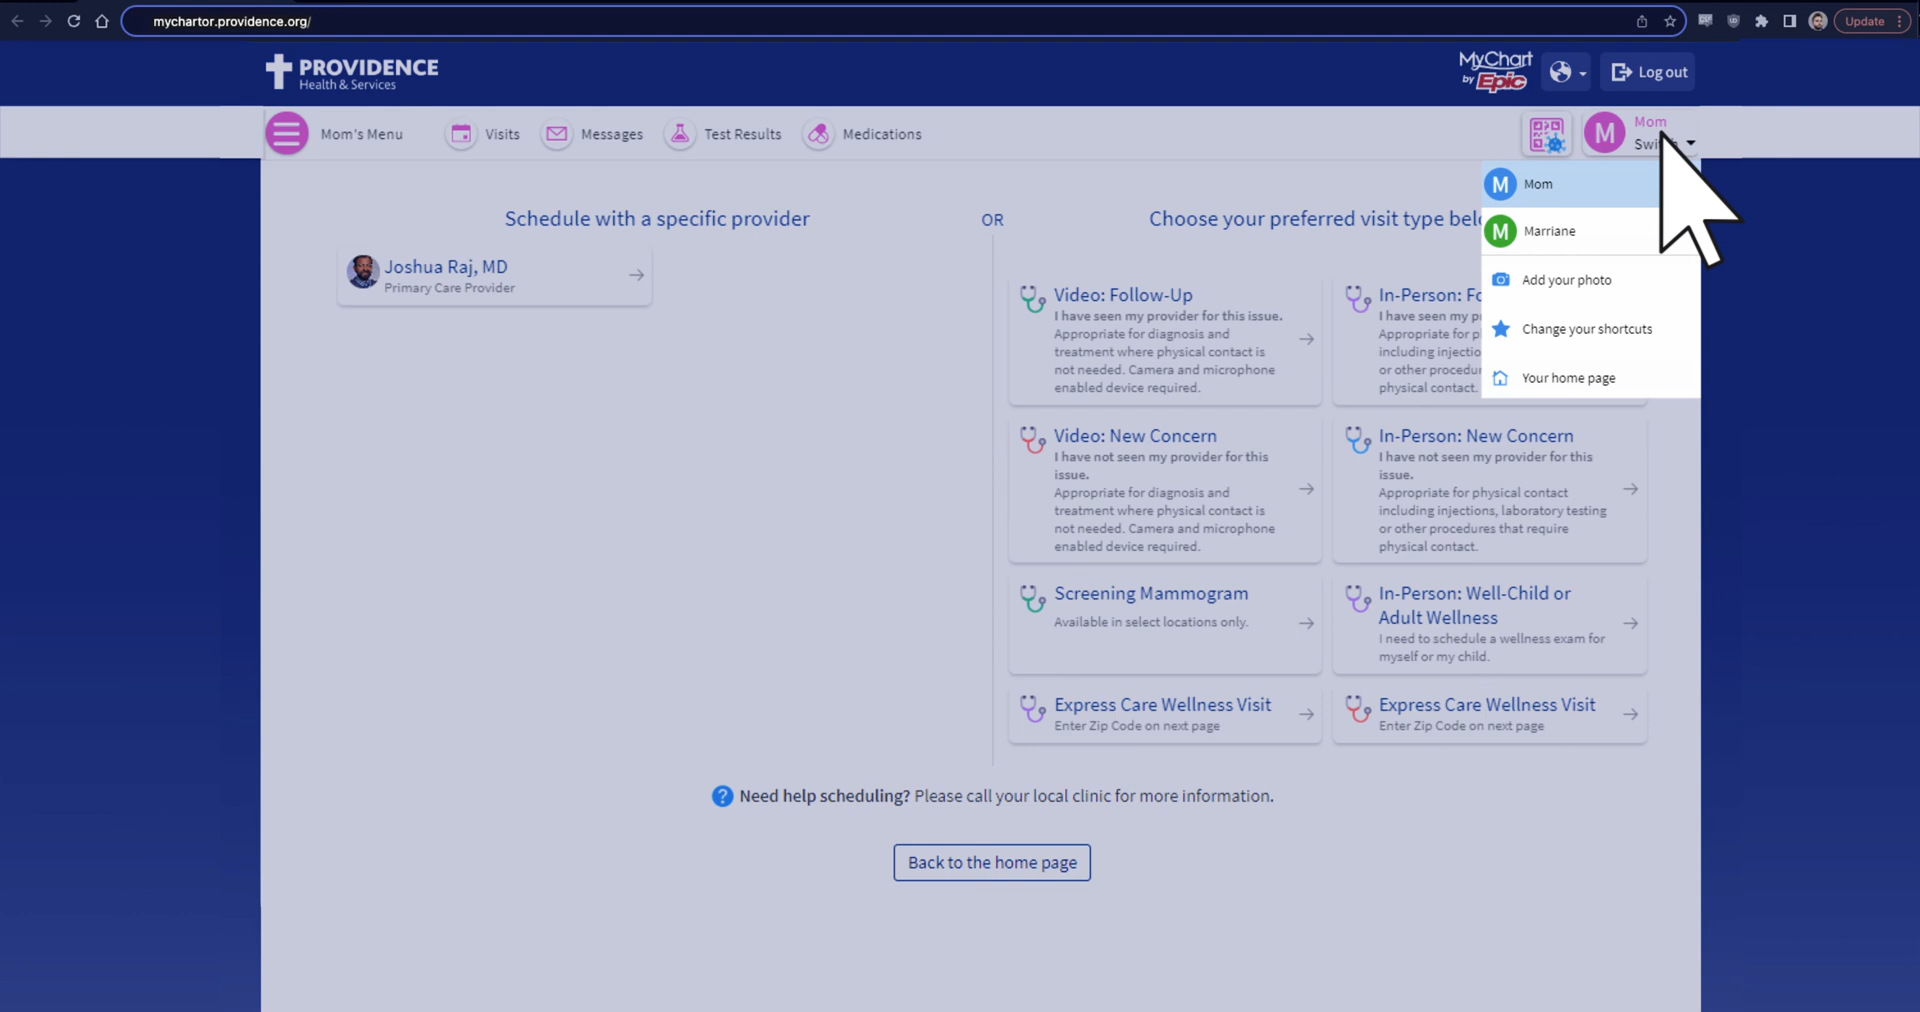 mychartor.providence.org/
Update
PROVIDENCE
Health & Services
MyChart
by Epic
Log out
Mom's Menu
Visits
Messages
Test Results
Medications
M
Mom
M
Mom
M
Marriane
Add your photo
Change your shortcuts
Your home page
Schedule with a specific provider
OR
Choose your preferred visit type
Joshua Raj, MD
Primary Care Provider
Video: Follow-Up
I have seen my provider for this issue.
Appropriate for diagnosis and
treatment where physical contact is
not needed. Camera and microphone
enabled device required.
In-Person:
I have seen my
Appropriate for
including
or other
physical contact.
Video: New Concern
I have not seen my provider for this
issue.
Appropriate for diagnosis and
treatment where physical contact is
not needed. Camera and microphone
enabled device required.
In-Person: New Concern
I have not seen my provider for this
issue.
Appropriate for physical contact
including injections, laboratory testing
or other procedures that require
physical contact.
Screening Mammogram
Available in select locations only.
In-Person: Well-Child or
Adult Wellness
I need to schedule a wellness exam for
myself or my child.
Express Care Wellness Visit
Enter Zip Code on next page
Express Care Wellness Visit
Enter Zip Code on next page
? Need help scheduling? Please call your local clinic for more information.
Back to the home page